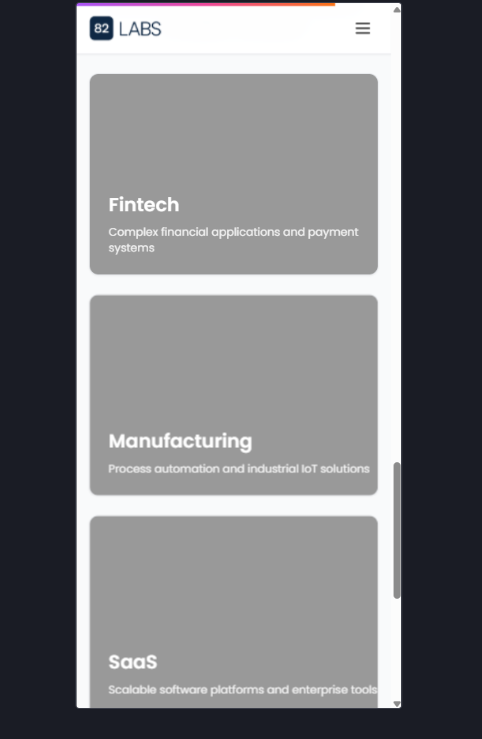 82 LABS
Fintech
Complex financial applications and payment
systems
Manufacturing
Process automation and industrial IoT solutions
SaaS
Scalable software platforms and enterprise tools